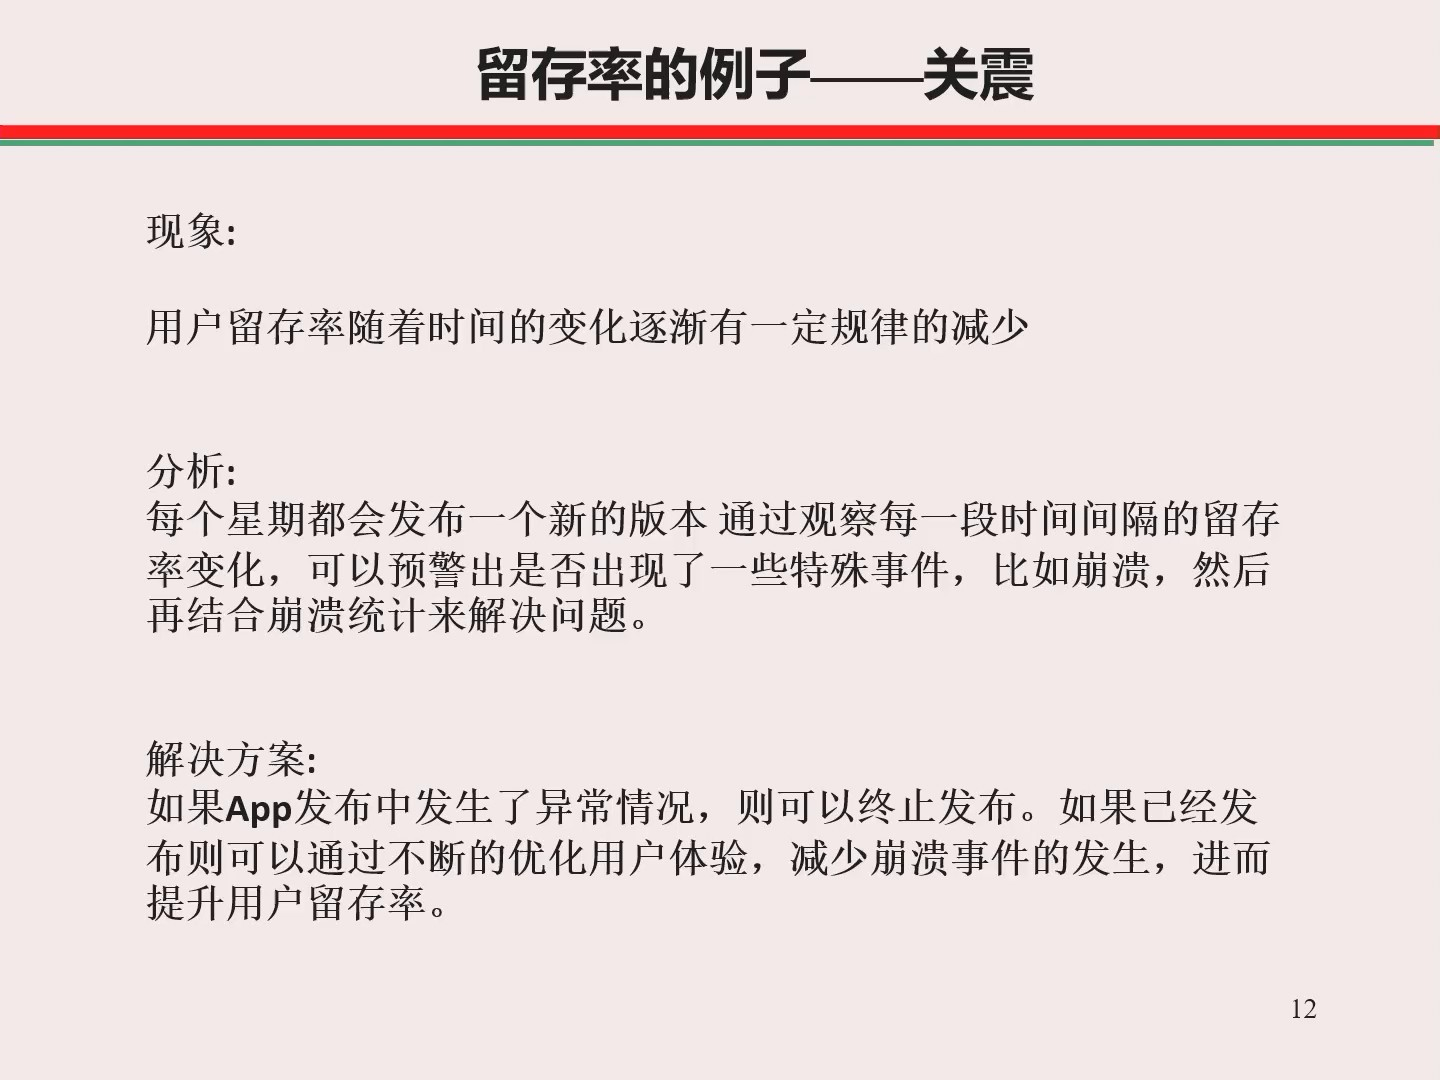 留存率的例子——关震
现象:
用户留存率随着时间的变化逐渐有一定规律的减少
分析:
每个星期都会发布一个新的版本 通过观察每一段时间间隔的留存
率变化，可以预警出是否出现了一些特殊事件，比如崩溃，然后
再结合崩溃统计来解决问题。
解决方案:
如果App发布中发生了异常情况，则可以终止发布。如果已经发
布则可以通过不断的优化用户体验，减少崩溃事件的发生，进而
提升用户留存率。
12